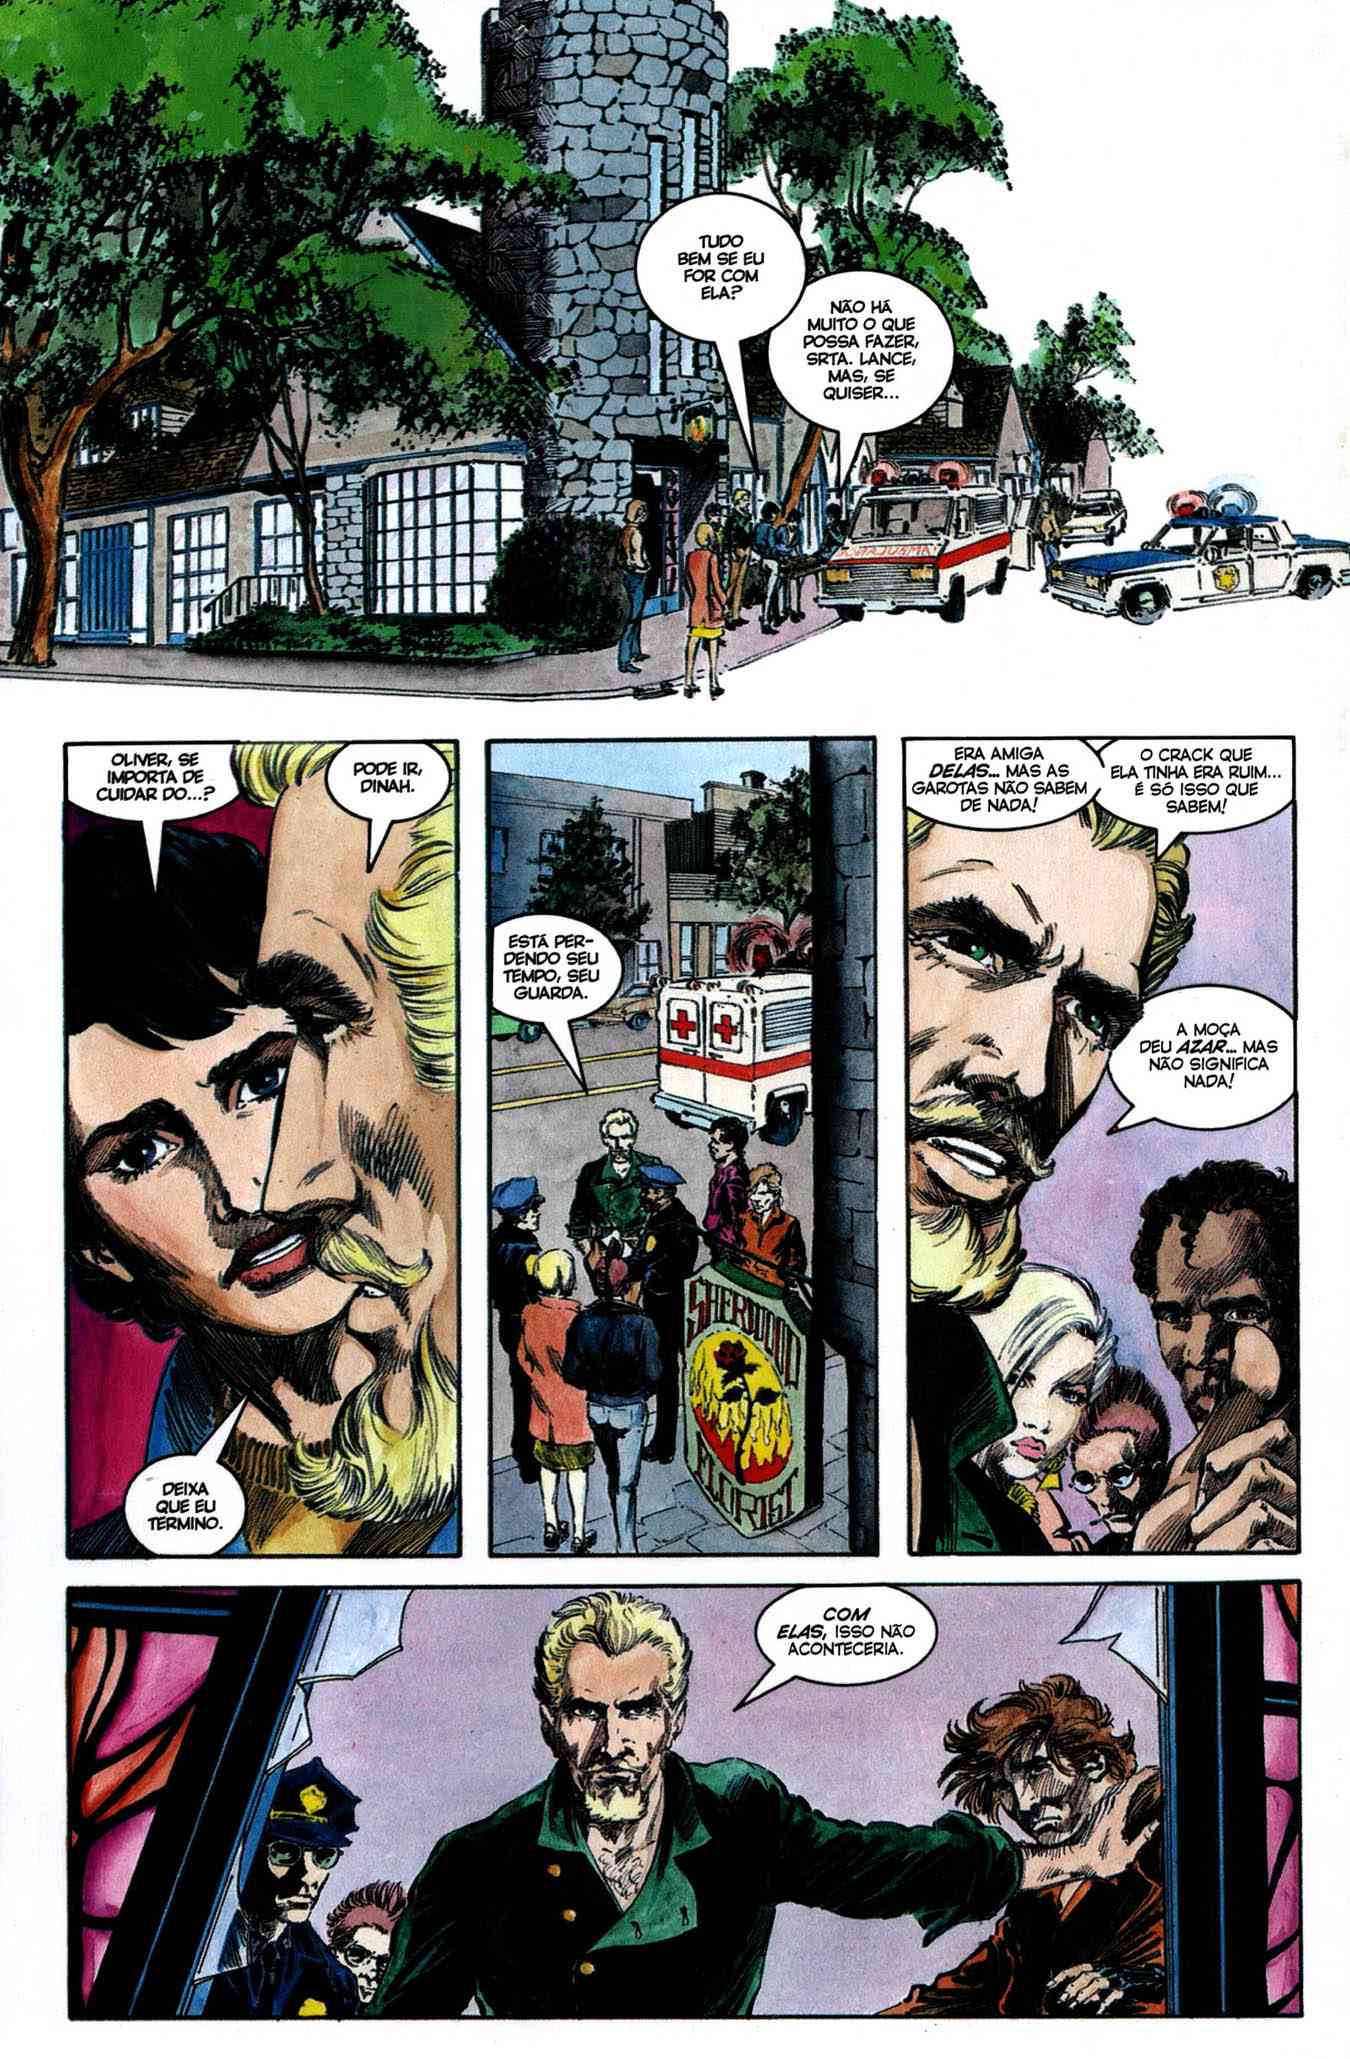 TUDO
BEM SE EU
FOR COM
ELA?
NÃO HÁ
MUITO O QUE
POSSA FAZER,
SRTA. LANCE,
MAS, SE
QUISER...
OLIVER, SE
IMPORTA DE
CUIDAR DO...?
PODE IR,
DINAH.
DEIXA
QUE EU
TERMINO.
ESTÁ PER-
DENDO SEU
TEMPO, SEU
GUARDA.
SHERWOOD
FLORIST
ERA AMIGA
DELAS... MAS AS
GAROTAS NÃO SABEM
DE NADA!
O CRACK QUE
ELA TINHA ERA RUIM...
É SÓ ISSO QUE
SABEM!
A MOÇA
DEU AZAR... MAS
NÃO SIGNIFICA
NADA!
COM
ELAS, ISSO NÃO
ACONTECERIA.